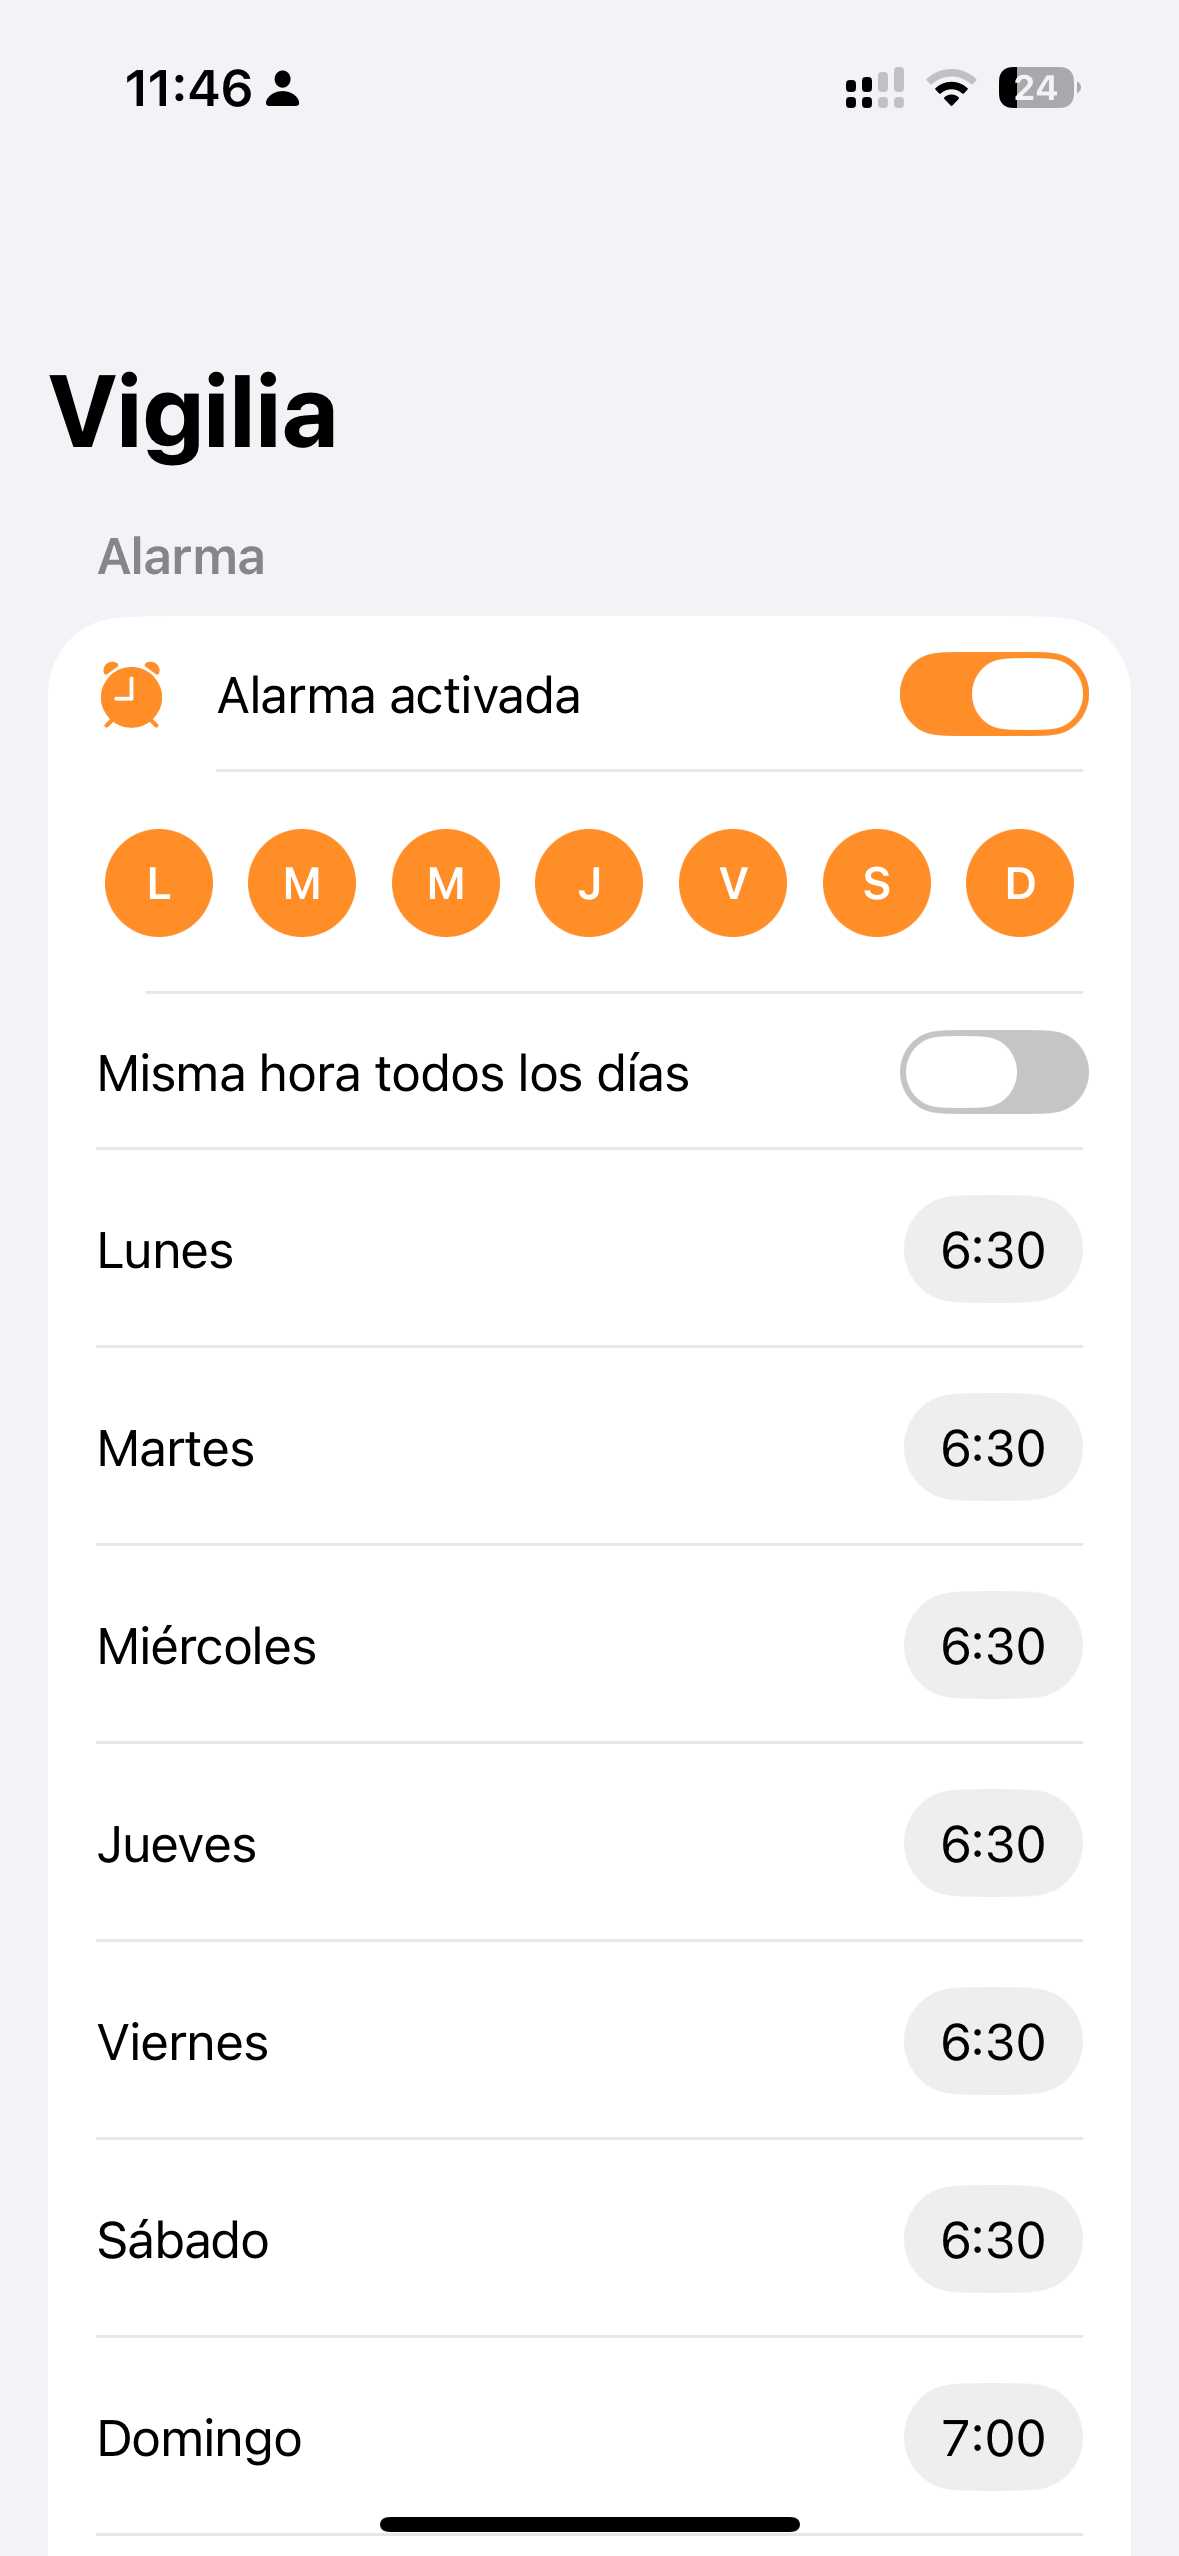 11:46
24
Vigilia
Alarma
Alarma activada
L M M J V S D
Misma hora todos los días
Lunes 6:30
Martes 6:30
Miércoles 6:30
Jueves 6:30
Viernes 6:30
Sábado 6:30
Domingo 7:00